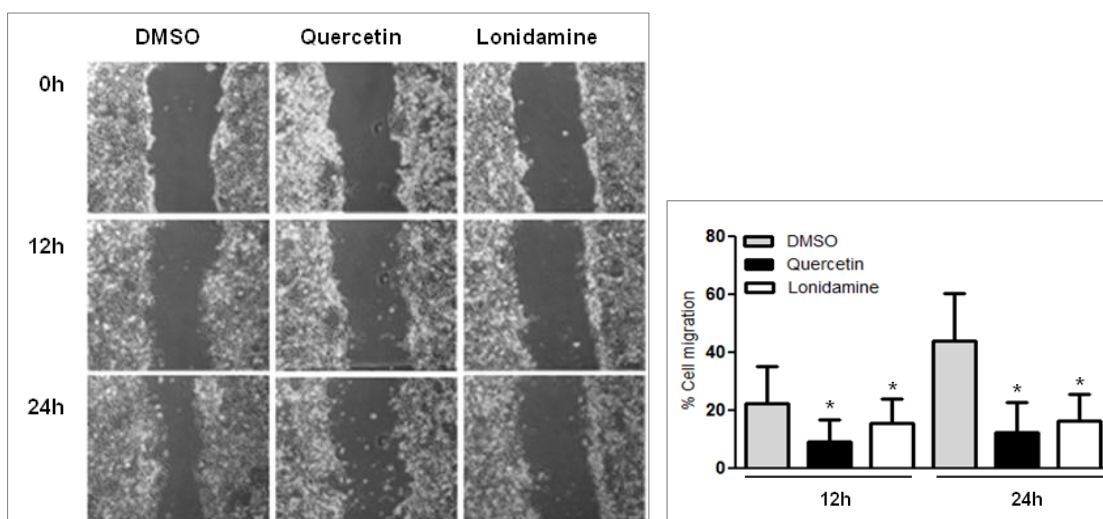 DMSO Quercetin Lonidamine
0h
12h
24h
80
60
40
20
0
% Cell migration
DMSO
Quercetin
Lonidamine
* * * *
12h 24h